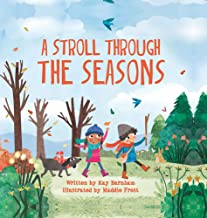 A STROLL THROUGH
THE SEASONS
Written by Kay Barnham
Illustrated by Maddie Frost